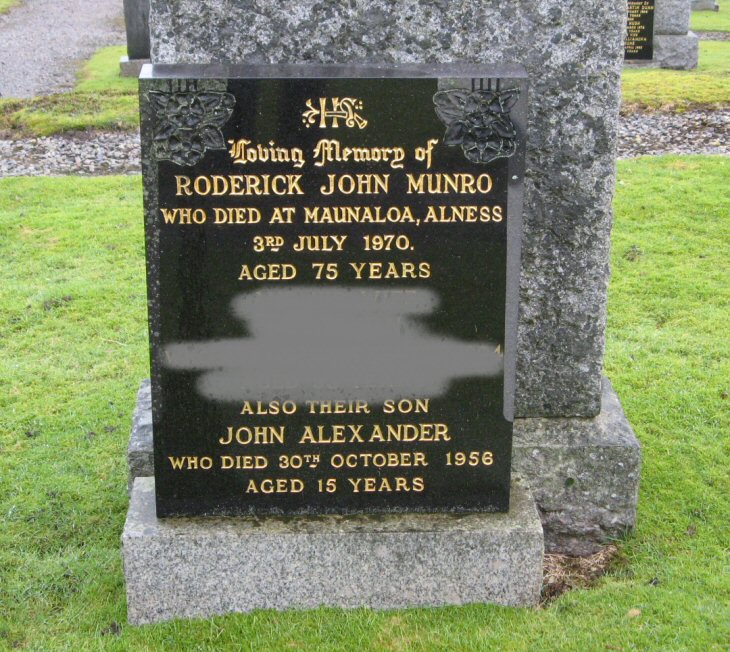 IHS
Loving Memory of
RODERICK JOHN MUNRO
WHO DIED AT MAUNALOA, ALNESS
3RD JULY 1970.
AGED 75 YEARS
ALSO THEIR SON
JOHN ALEXANDER
WHO DIED 30TH OCTOBER 1956
AGED 15 YEARS